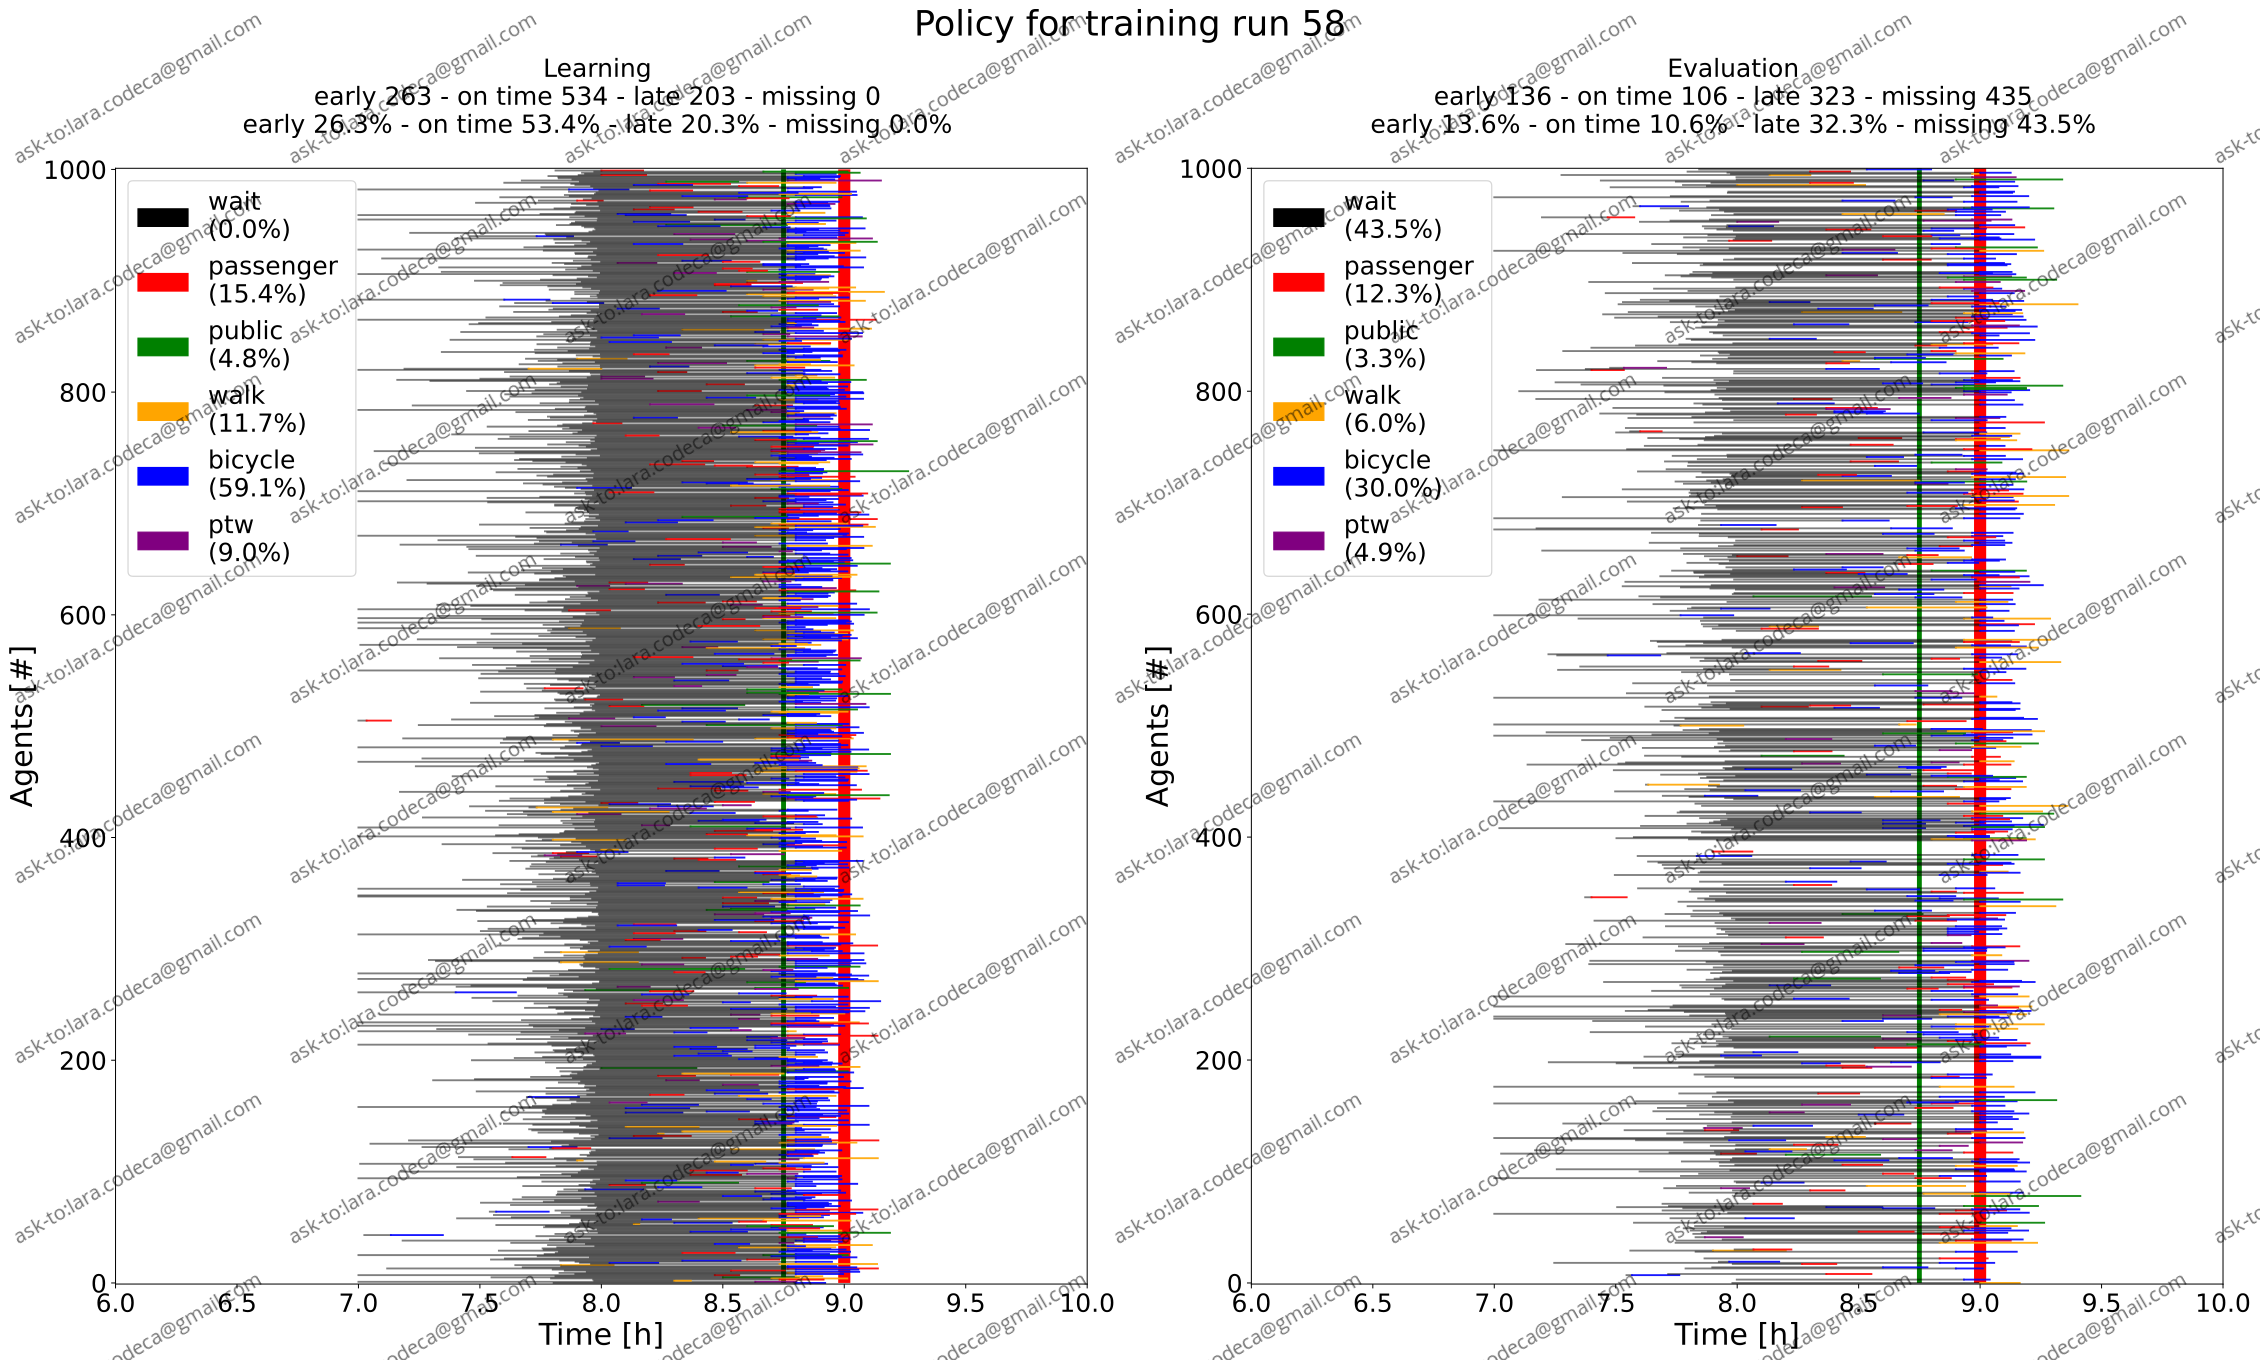 Policy for training run 58
Learning
early 263 - on time 534 - late 203 - missing 0
early 26.3% - on time 53.4% - late 20.3% - missing 0.0%
1000
800
600
400
200
0
Agents [#]
wait
(0.0%)
passenger
(15.4%)
public
(4.8%)
walk
(11.7%)
bicycle
(59.1%)
ptw
(9.0%)
6.0 6.5 7.0 7.5 8.0 8.5 9.0 9.5 10.0
Time [h]
Evaluation
early 136 - on time 106 - late 323 - missing 435
early 13.6% - on time 10.6% - late 32.3% - missing 43.5%
1000
800
600
400
200
0
Agents [#]
wait
(43.5%)
passenger
(12.3%)
public
(3.3%)
walk
(6.0%)
bicycle
(30.0%)
ptw
(4.9%)
6.0 6.5 7.0 7.5 8.0 8.5 9.0 9.5 10.0
Time [h]
ask-to:lara.codeca@gmail.com